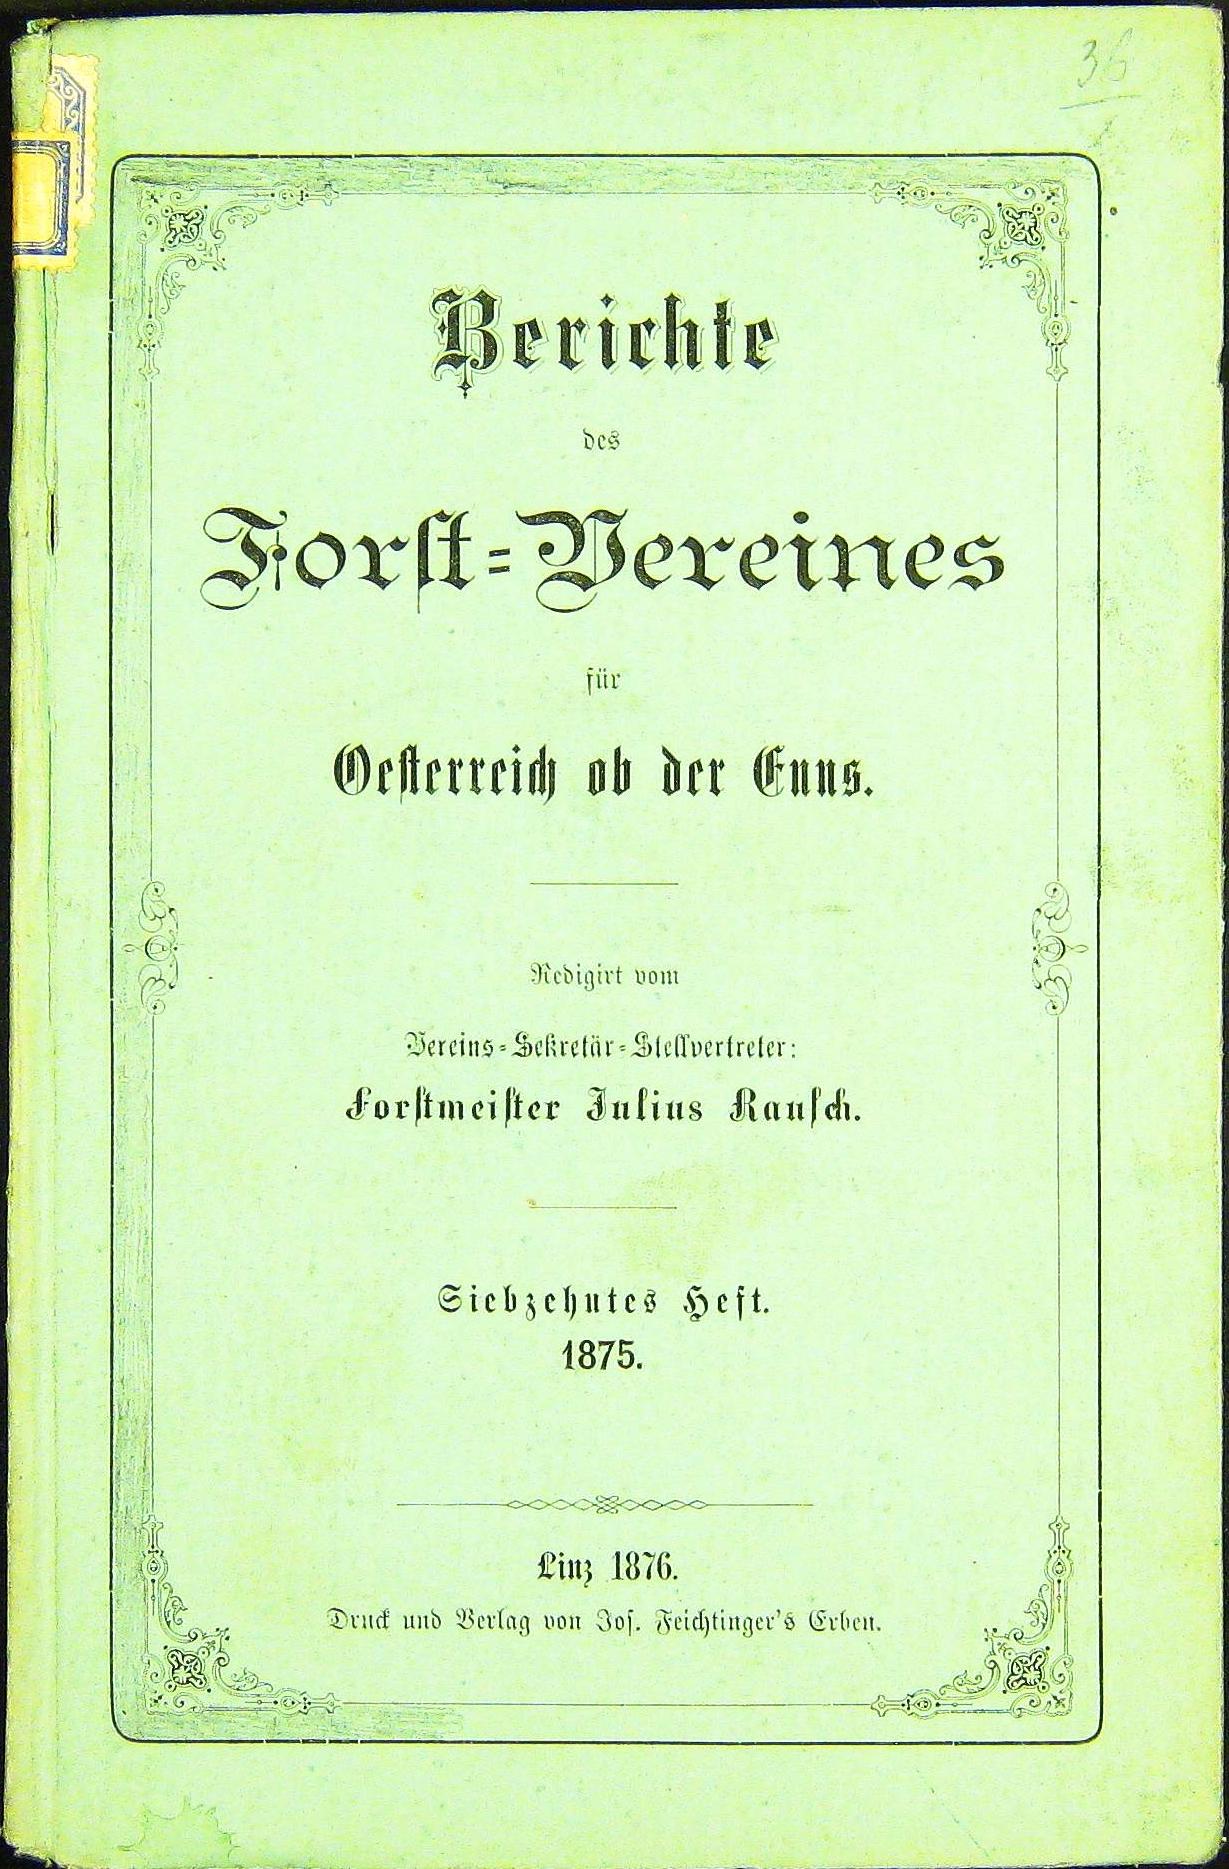 36
Berichte
des
Forst=Vereines
für
Oesterreich ob der Enns.
Redigirt vom
Vereins=Sekretär=Stellvertreter:
Forstmeister Julius Rausch.
Siebzehntes Heft.
1875.
Linz 1876.
Druck und Verlag von Jos. Feichtinger's Erben.